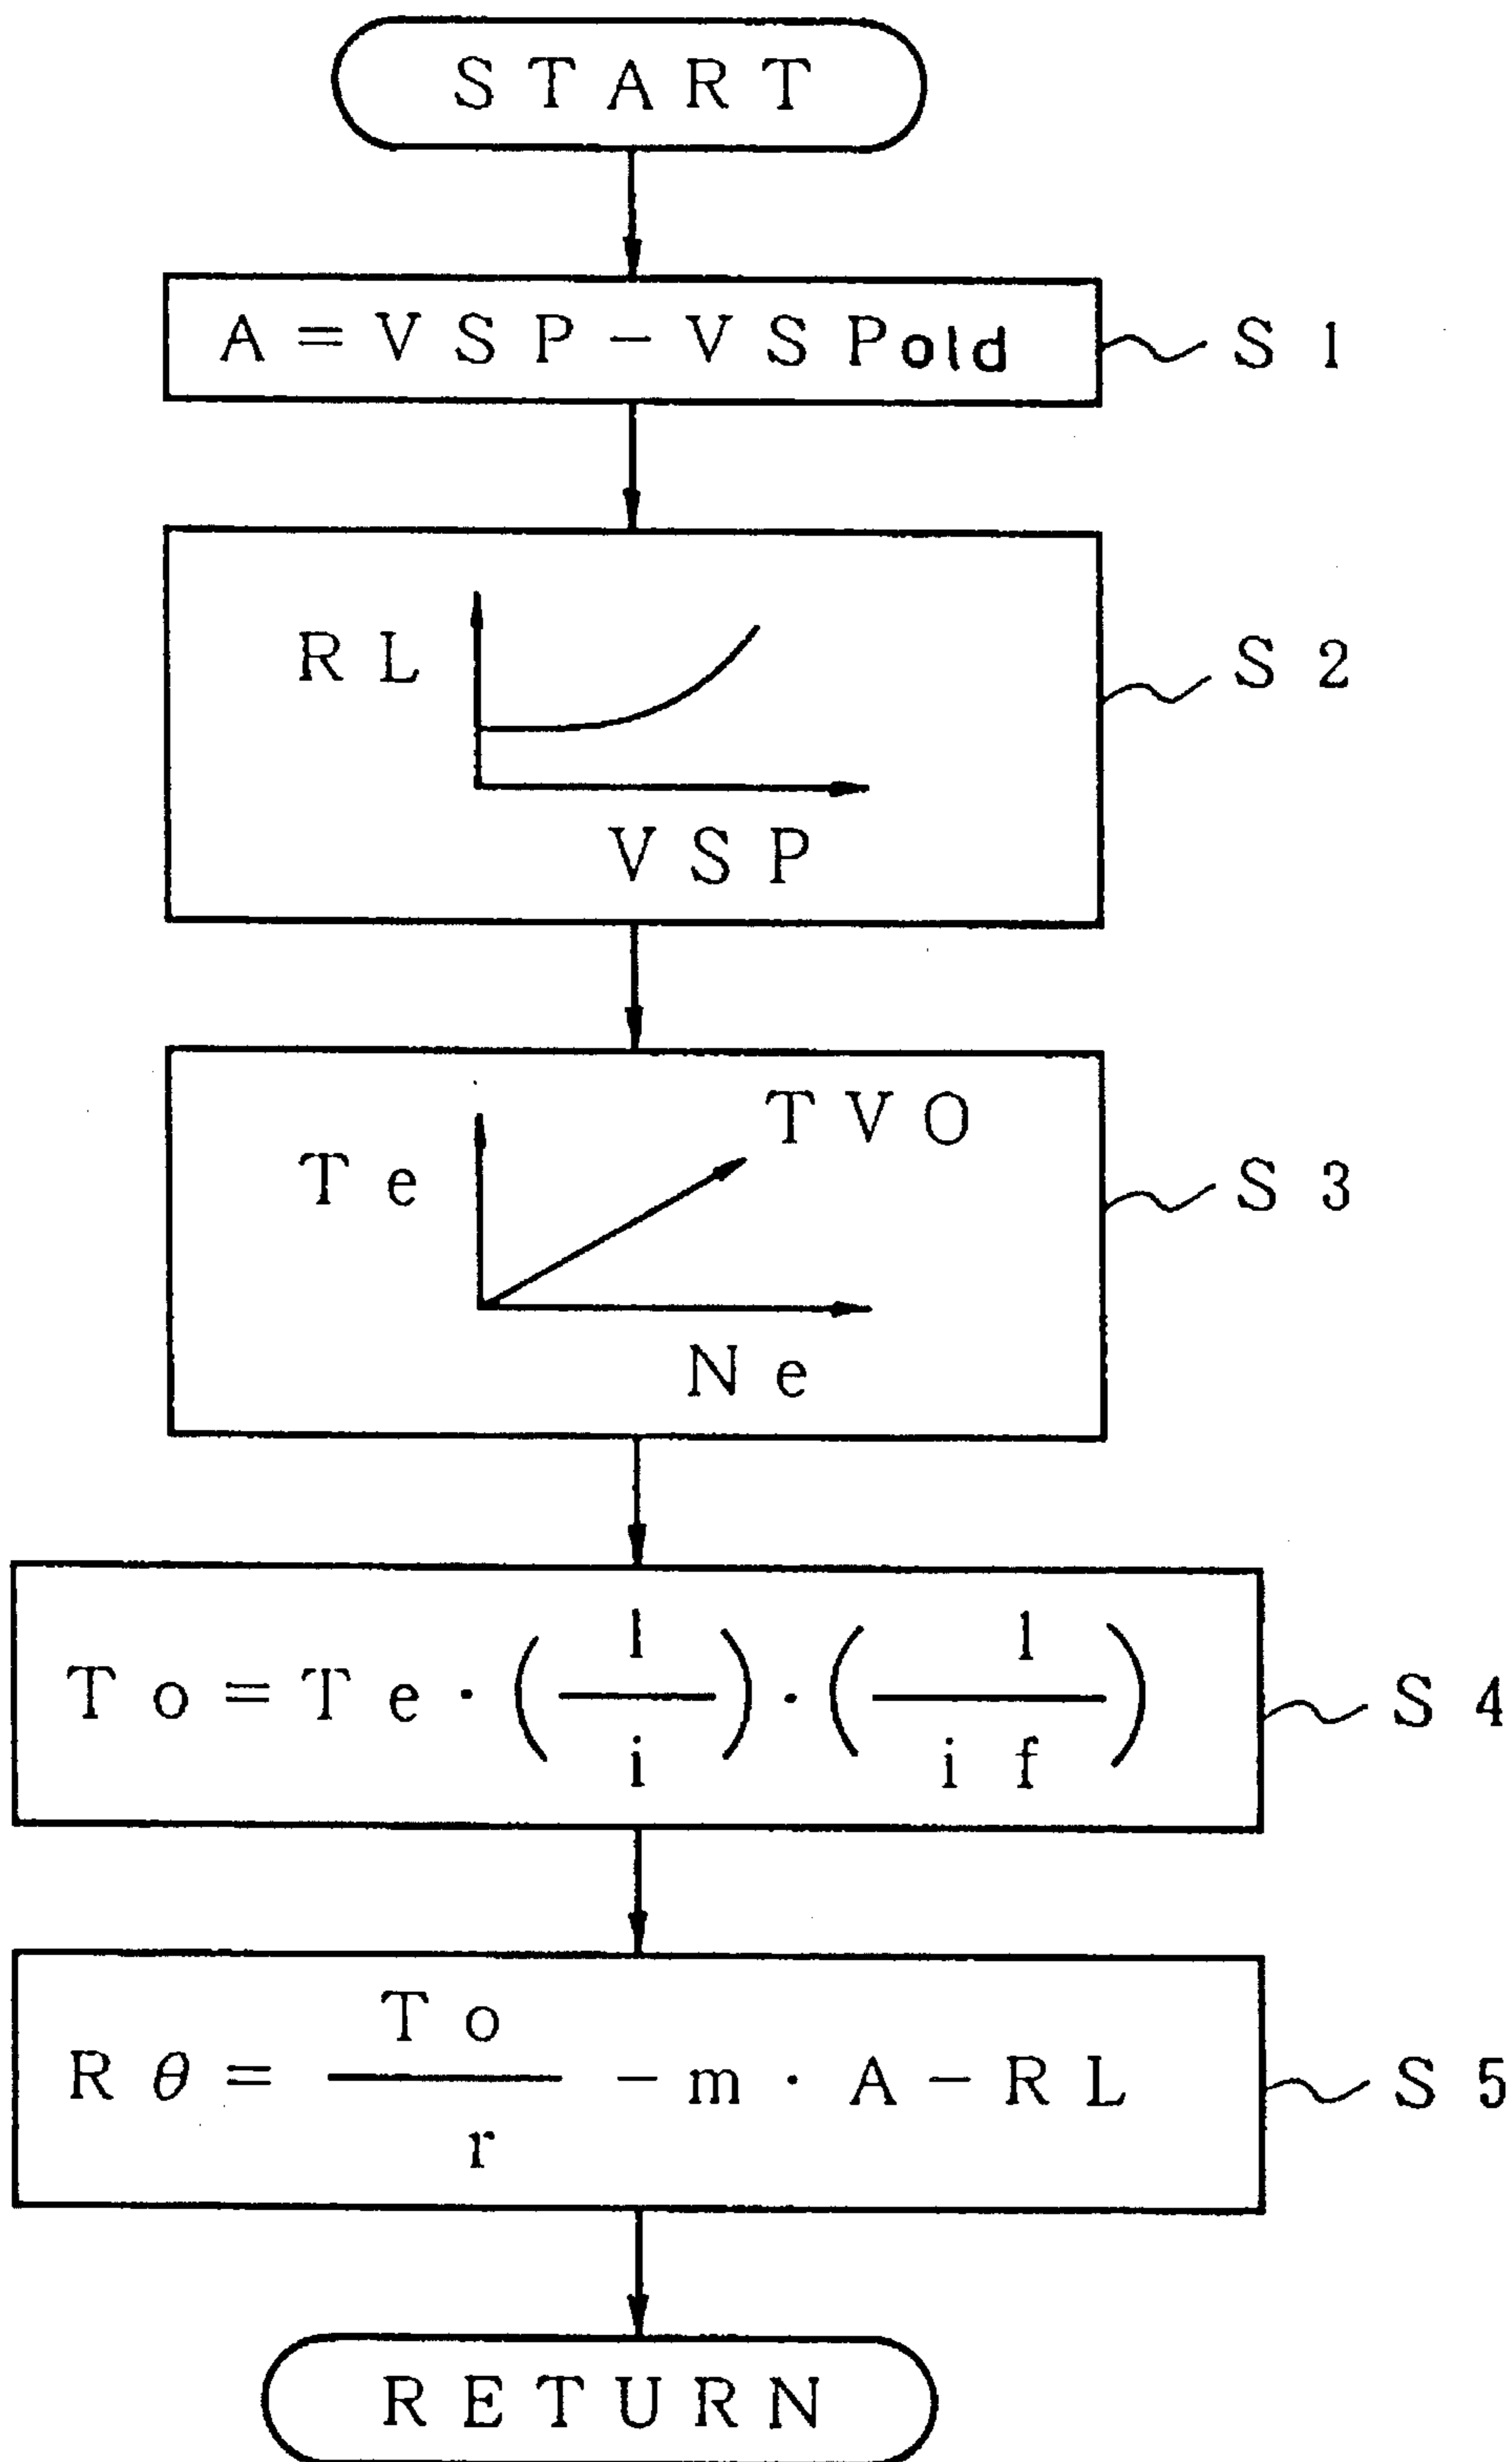 START
A=VSP-VSPold
S1
RL
VSP
S2
TVO
Te
Ne
S3
To=Te·(1/i)·(1/if)
S4
Rθ=To/r-m·A-RL
S5
RETURN